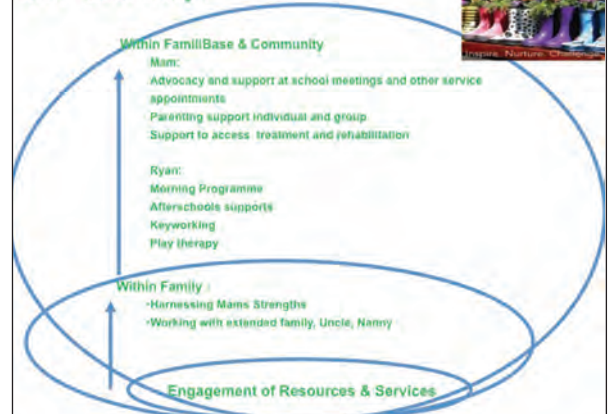 Inspire. Nurture. Challenge.
Within FamiliBase & Community
Mam:
Advocacy and support at school meetings and other service
appointments
Parenting support individual and group
Support to access treatment and rehabilitation
Ryan:
Morning Programme
Afterschools supports
Keyworking
Play therapy
Within Family :
•Harnessing Mams Strengths
•Working with extended family, Uncle, Nanny
Engagement of Resources & Services